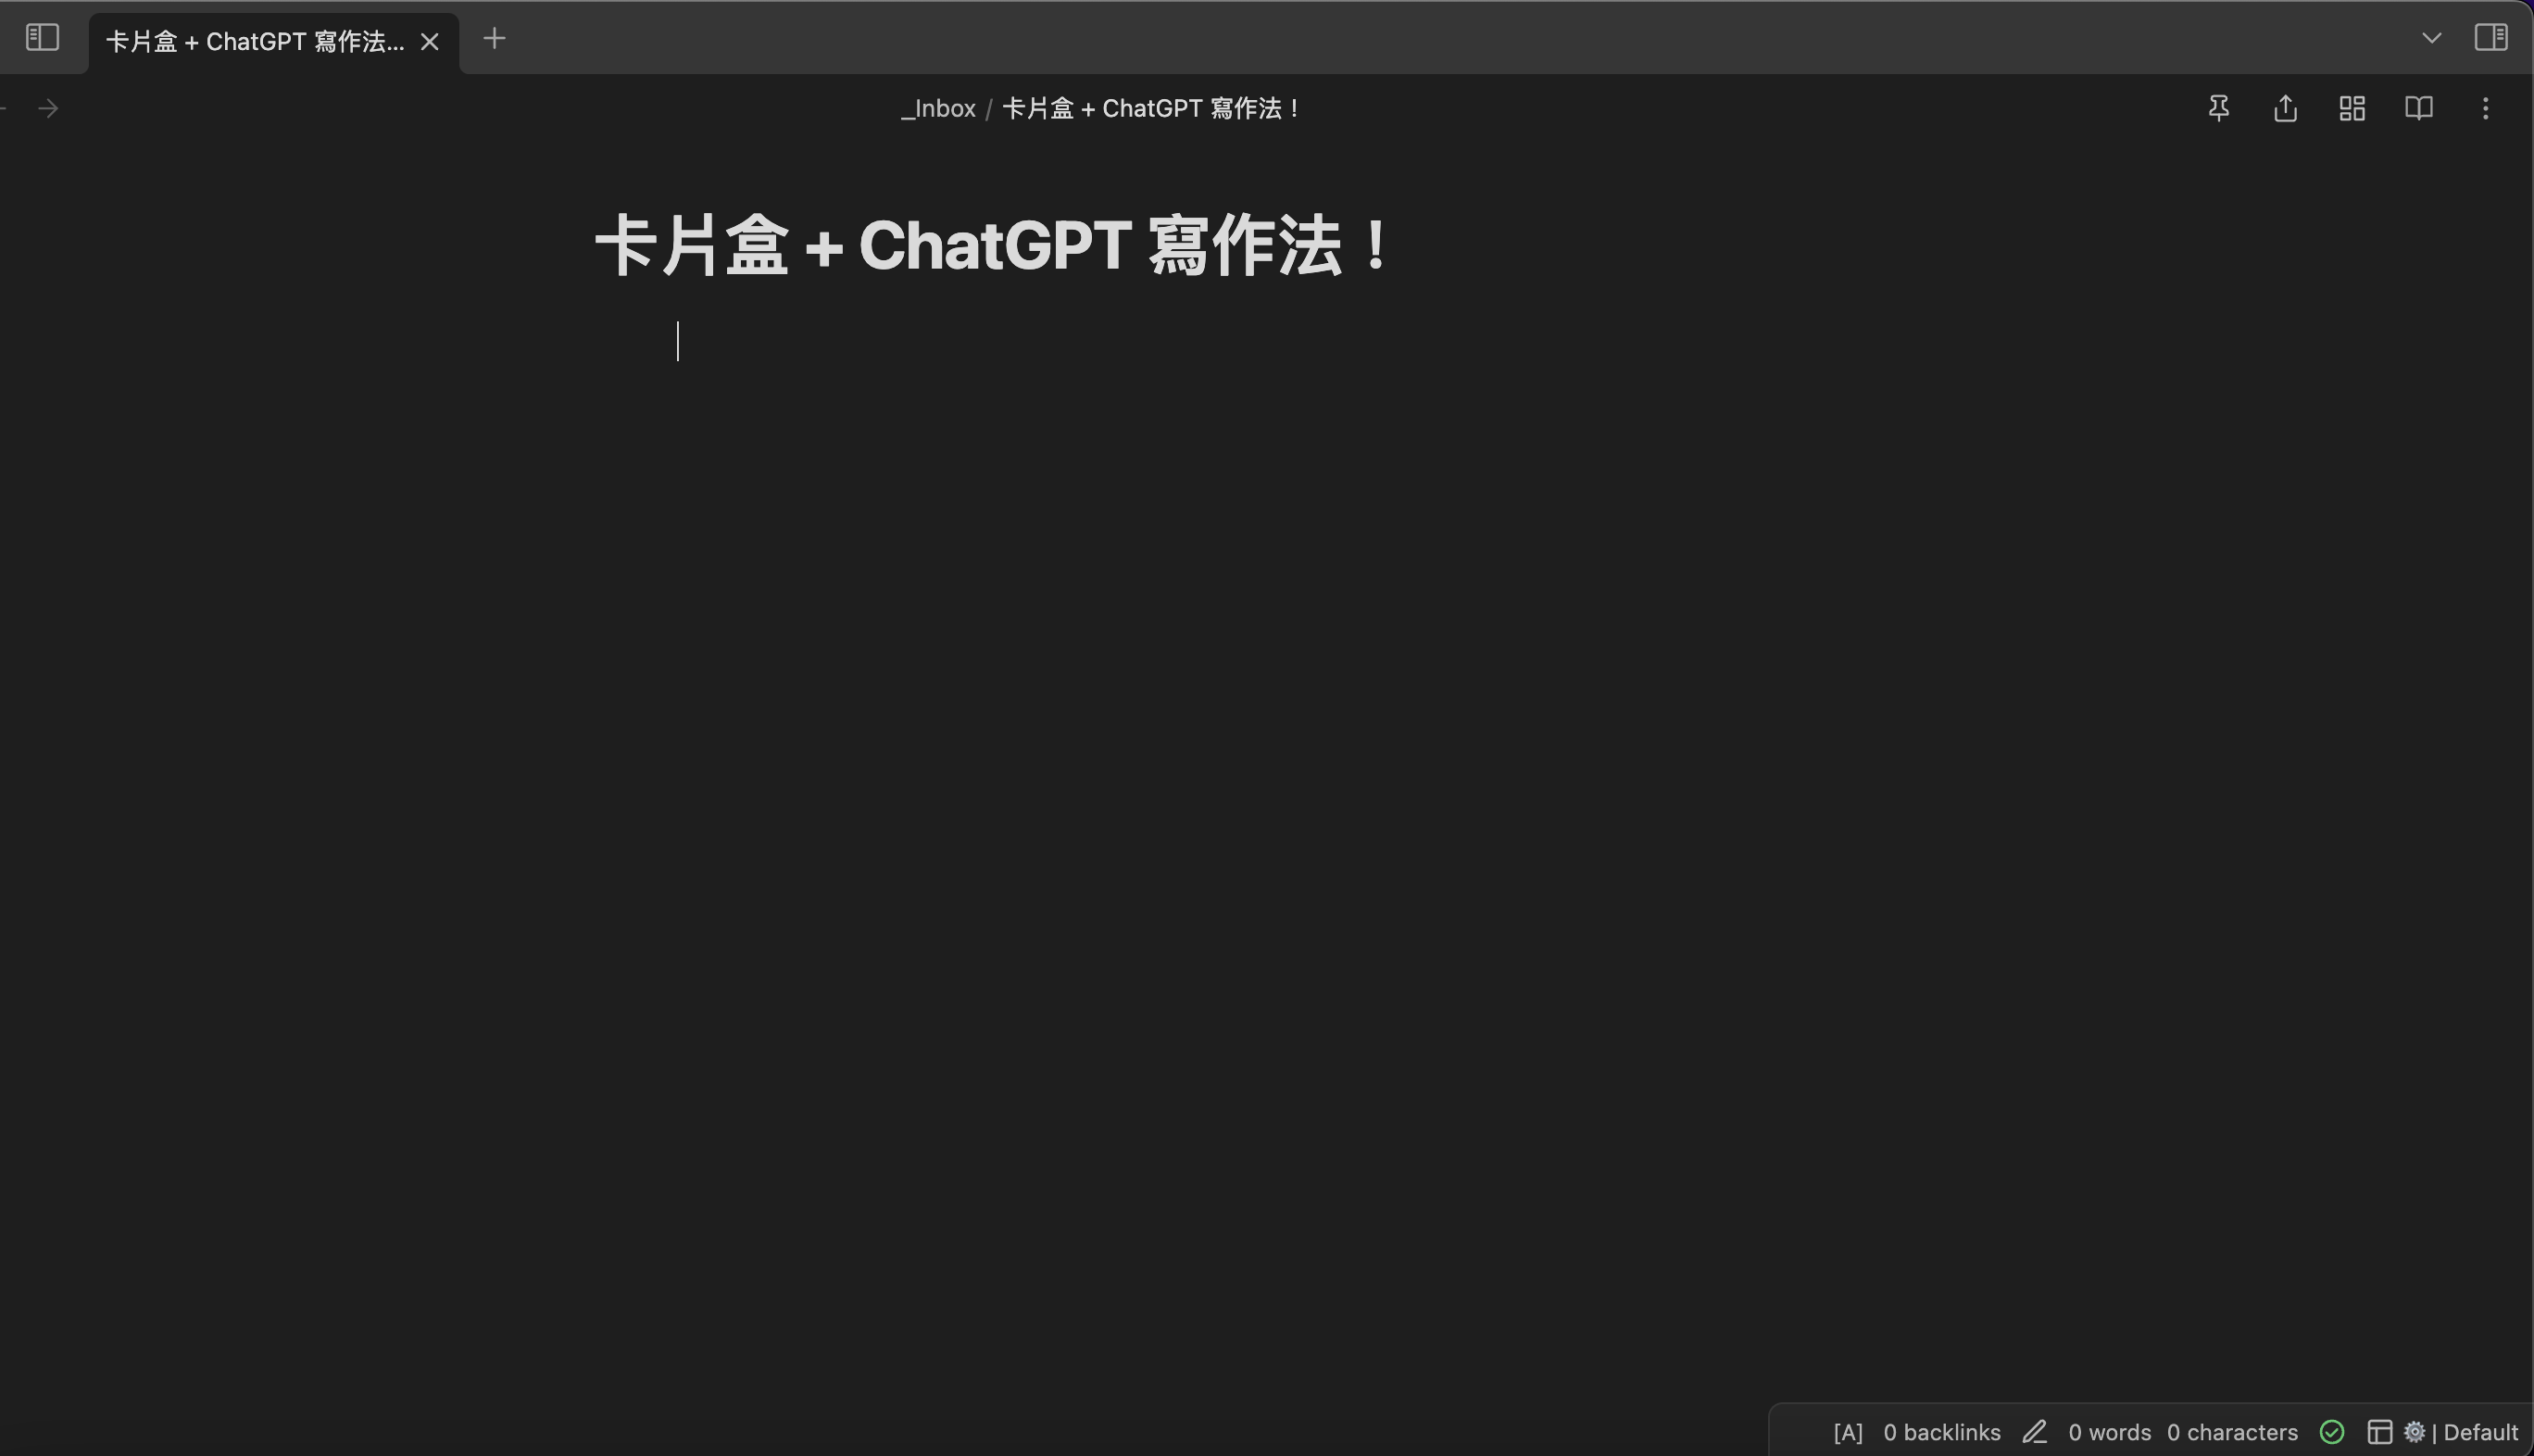 卡片盒 + ChatGPT 寫作法...
_Inbox / 卡片盒 + ChatGPT 寫作法！
卡片盒 + ChatGPT 寫作法！
[A] 0 backlinks 0 words 0 characters | Default